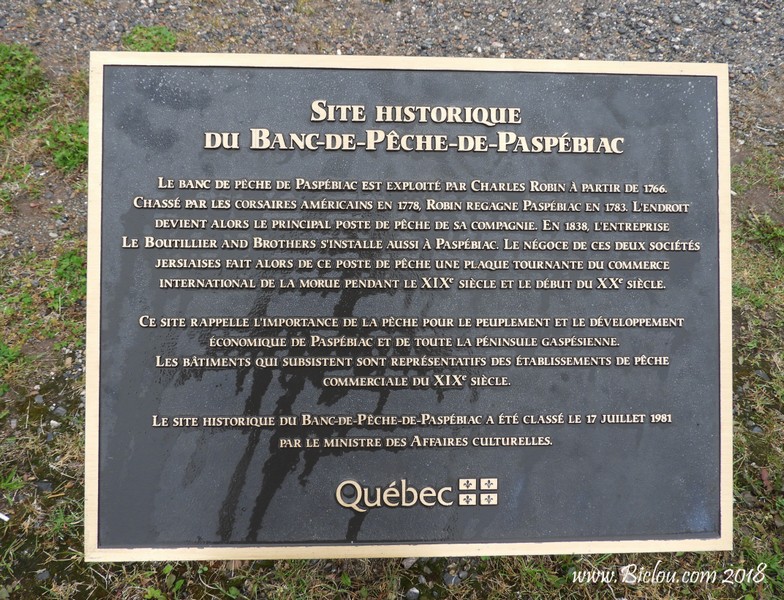 Site historique
du Banc-de-Pêche-de-Paspébiac
Le banc de pêche de Paspébiac est exploité par Charles Robin à partir de 1766.
Chassé par les corsaires américains en 1778, Robin regagne Paspébiac en 1783. L'endroit
devient alors le principal poste de pêche de sa compagnie. En 1838, l'entreprise
Le Boutillier and Brothers s'installe aussi à Paspébiac. Le négoce de ces deux sociétés
jersiaises fait alors de ce poste de pêche une plaque tournante du commerce
international de la morue pendant le XIXe siècle et le début du XXe siècle.
Ce site rappelle l'importance de la pêche pour le peuplement et le développement
économique de Paspébiac et de toute la péninsule gaspésienne.
Les bâtiments qui subsistent sont représentatifs des établissements de pêche
commerciale du XIXe siècle.
Le site historique du Banc-de-Pêche-de-Paspébiac a été classé le 17 juillet 1981
par le ministre des Affaires culturelles.
Québec
www.Biclou.com 2018